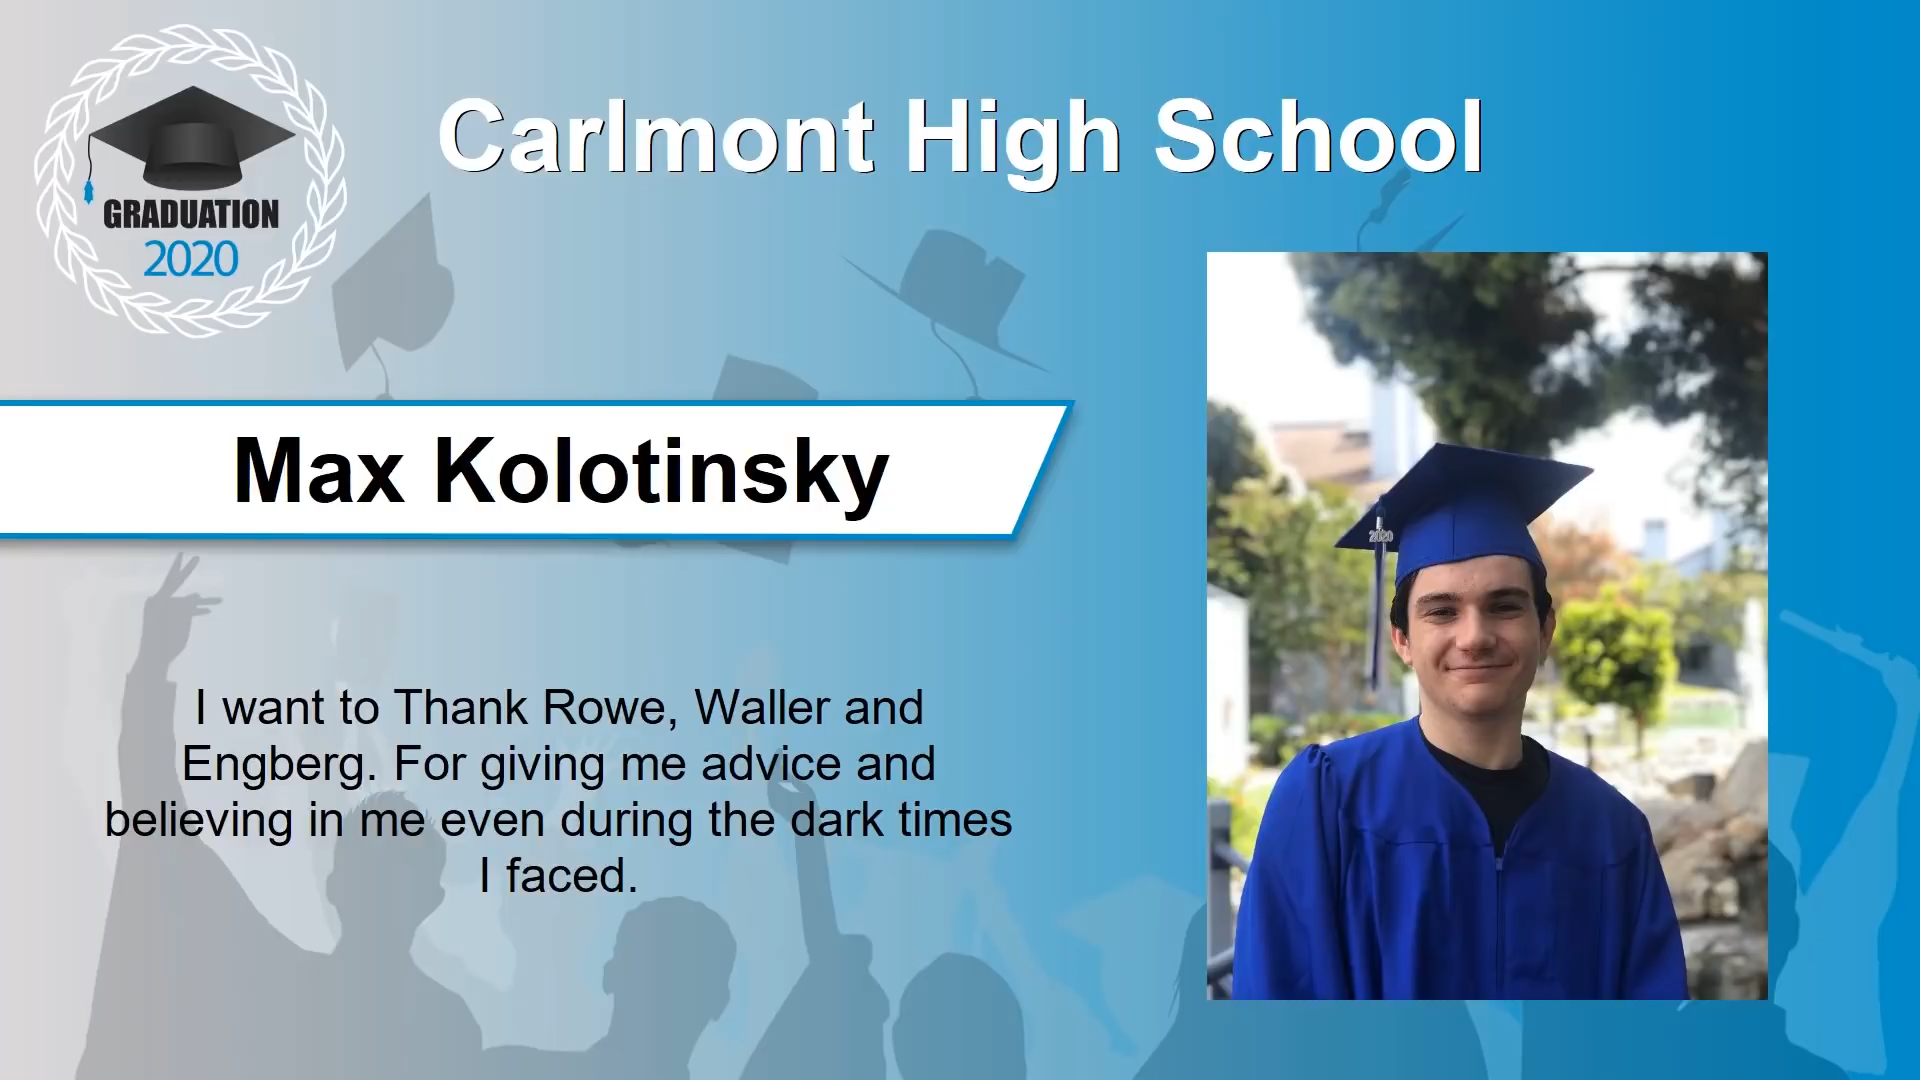 GRADUATION
2020
Carlmont High School
Max Kolotinsky
I want to Thank Rowe, Waller and
Engberg. For giving me advice and
believing in me even during the dark times
I faced.
2020